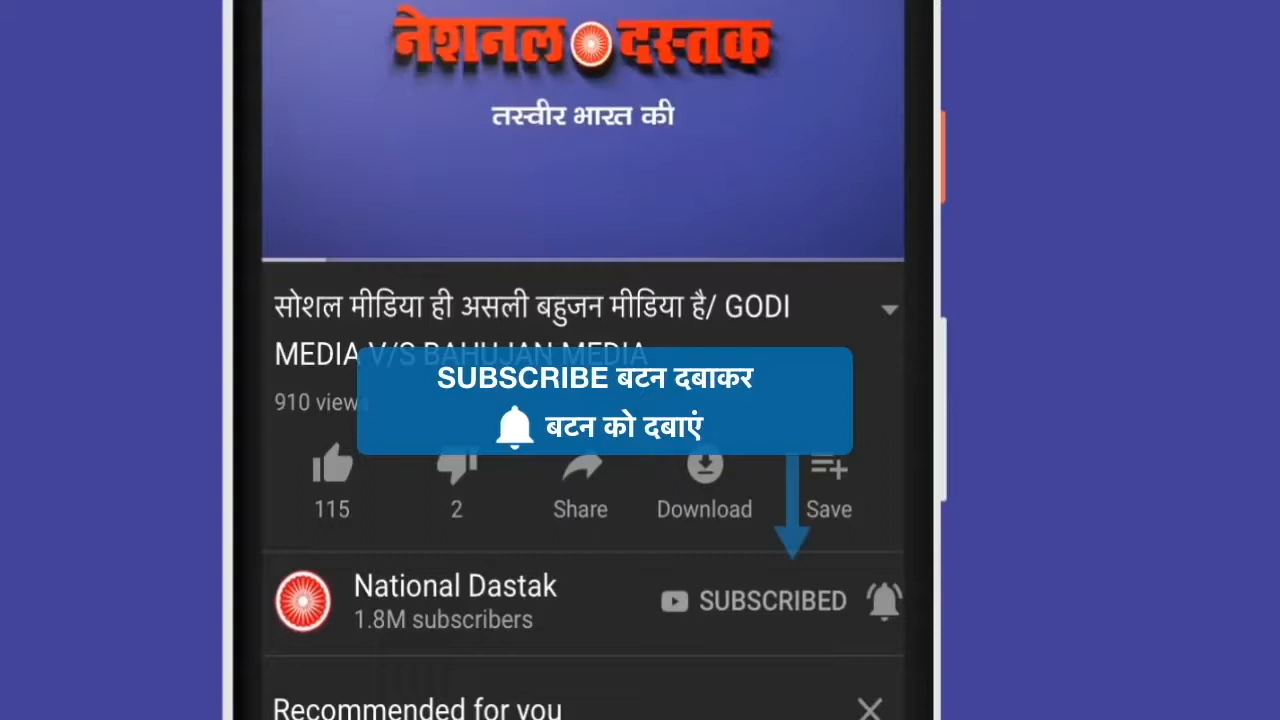 नेशनल दस्तक
तस्वीर भारत की
सोशल मीडिया ही असली बहुजन मीडिया है/ GODI
MEDIA V/S BAHUJAN MEDIA
SUBSCRIBE बटन दबाकर
910 views
बटन को दबाएं
115
2
Share
Download
Save
National Dastak
SUBSCRIBED
1.8M subscribers
Recommended for you